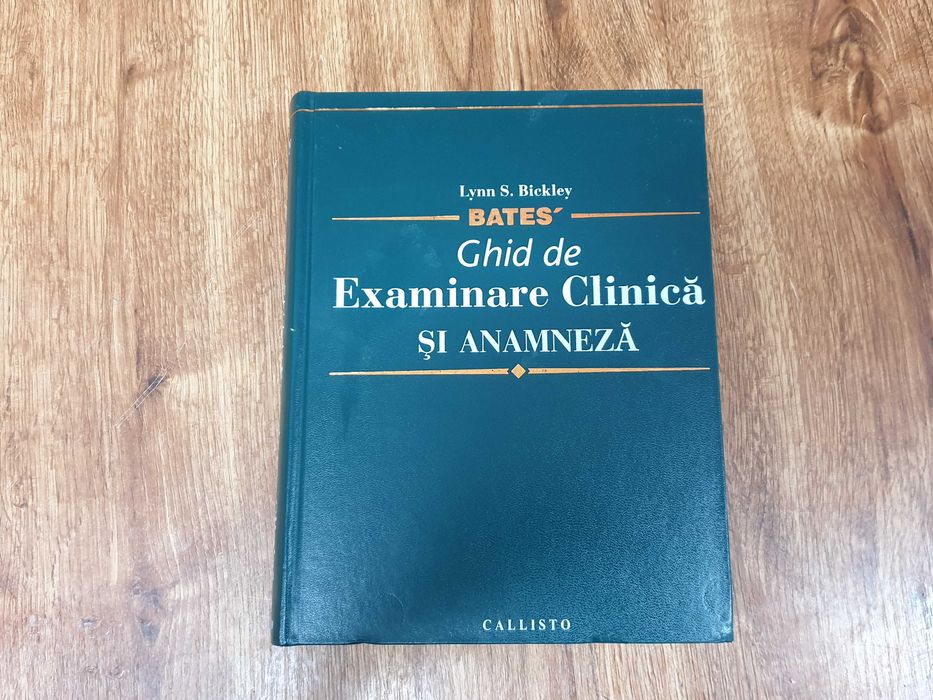 Lynn S. Bickley
BATES´
Ghid de
Examinare Clinică
ŞI ANAMNEZĂ
CALLISTO